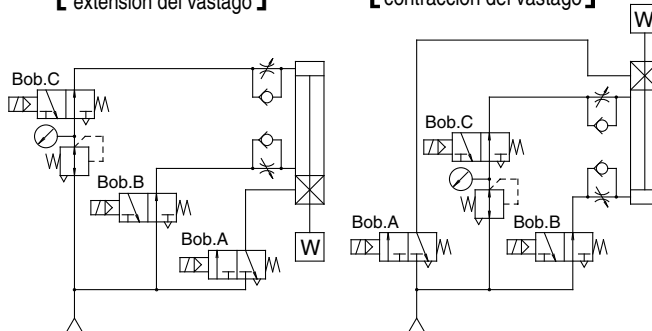 [ extensión del vástago ]
[ contracción del vástago ]
W
Bob.C
Bob.C
Bob.B
Bob.A
W
Bob.A
Bob.B